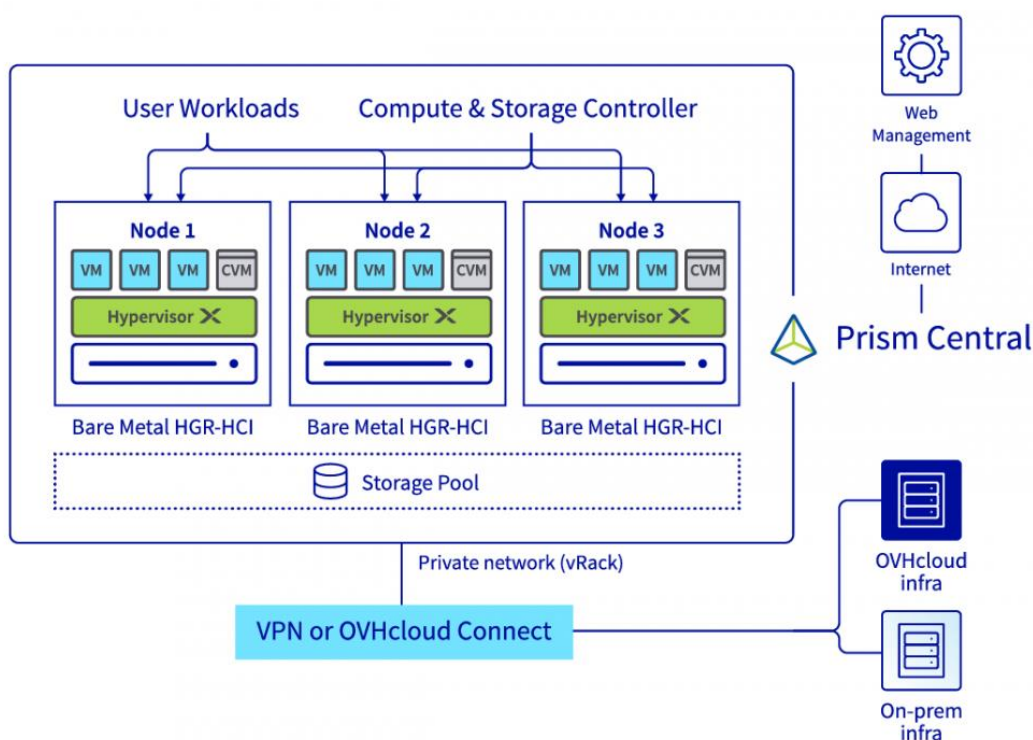 User Workloads
Compute & Storage Controller
Node 1
VM
VM
VM
CVM
Hypervisor X
Bare Metal HGR-HCI
Node 2
VM
VM
VM
CVM
Hypervisor X
Bare Metal HGR-HCI
Node 3
VM
VM
VM
CVM
Hypervisor X
Bare Metal HGR-HCI
Storage Pool
Web
Management
Internet
Prism Central
Private network (vRack)
VPN or OVHcloud Connect
OVHcloud
infra
On-prem
infra